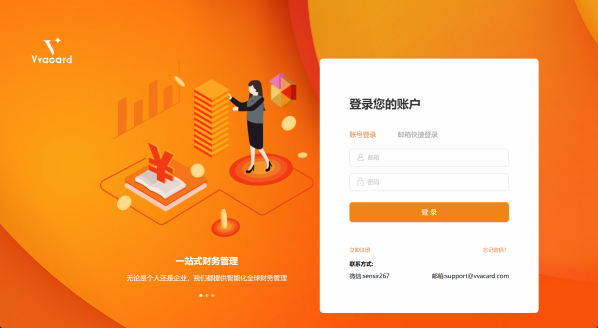 Vvacard
登录您的账户
账号登录 邮箱快捷登录
邮箱
密码
登 录
立即注册 忘记密码?
联系方式:
微信:sensir267 邮箱:support@vvacard.com
一站式财务管理
无论是个人还是企业，我们都提供智能化全球财务管理